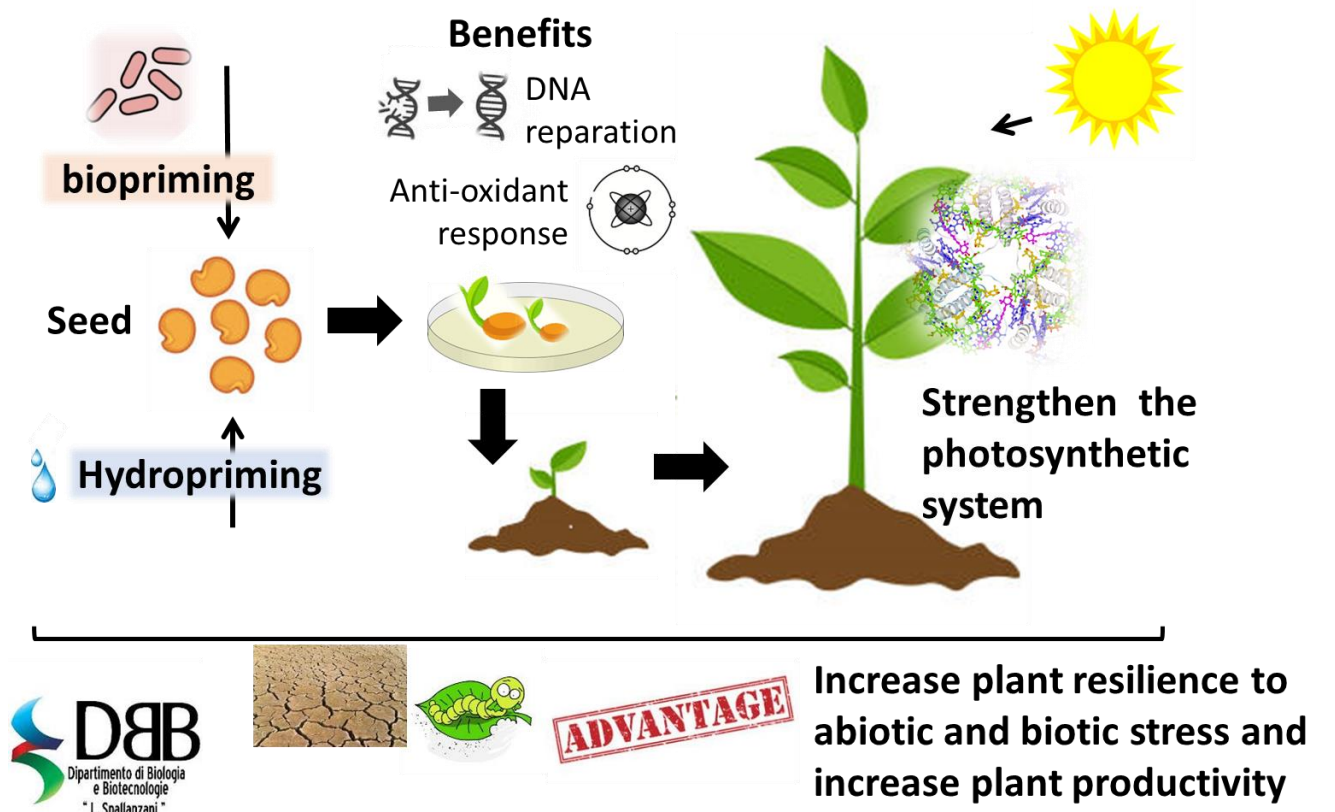 Benefits
DNA
reparation
biopriming
Anti-oxidant
response
Seed
Hydropriming
Strengthen the
photosynthetic
system
ADVANTAGE
Increase plant resilience to
abiotic and biotic stress and
increase plant productivity
DBB
Dipartimento di Biologia
e Biotecnologie
" L. Spallanzani "